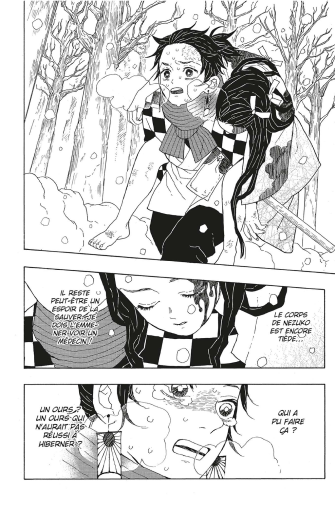 LE CORPS
DE NEZUKO
EST ENCORE
TIÈDE...
IL RESTE
PEUT-ÊTRE UN
ESPOIR DE LA
SAUVER. JE
DOIS L'EMME-
NER VOIR UN
MÉDECIN !
QUI A
PU FAIRE
ÇA ?
UN OURS ?
UN OURS QUI
N'AURAIT PAS
RÉUSSI À
HIBERNER ?